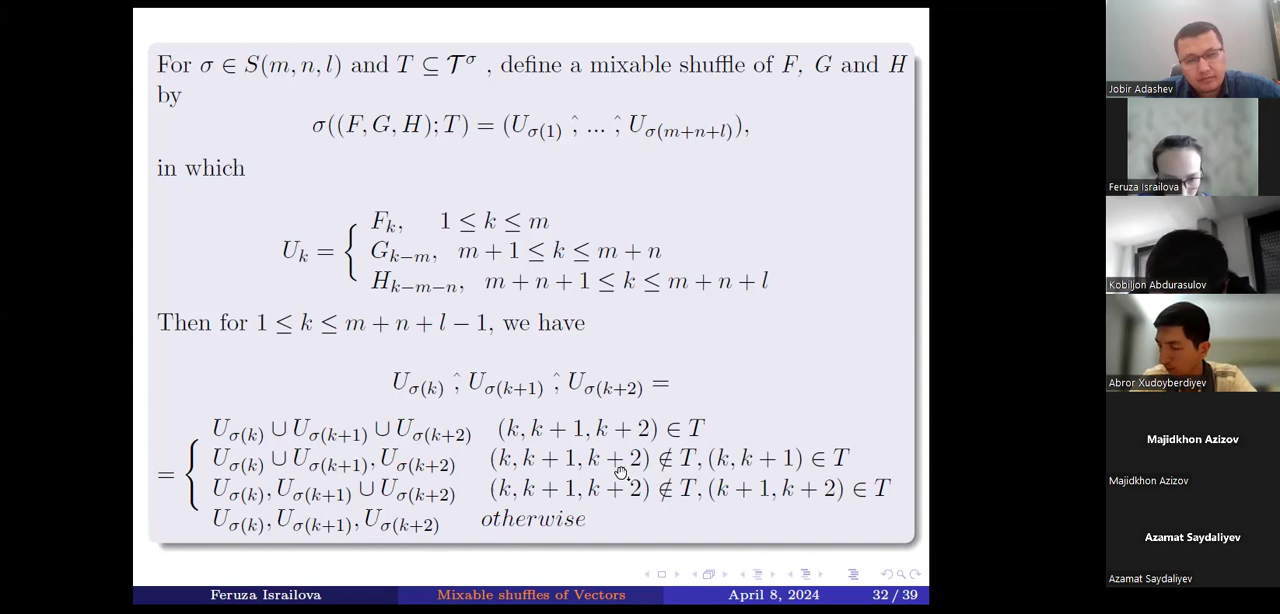 For σ ∈ S(m, n, l) and T ⊆ 𝒯^σ , define a mixable shuffle of F, G and H
by
σ((F, G, H); T) = (U_{σ(1)} ;̂ ... ;̂ U_{σ(m+n+l)}),
in which
U_k = { F_k, 1 ≤ k ≤ m
G_{k−m}, m + 1 ≤ k ≤ m + n
H_{k−m−n}, m + n + 1 ≤ k ≤ m + n + l
Then for 1 ≤ k ≤ m + n + l − 1, we have
U_{σ(k)} ;̂ U_{σ(k+1)} ;̂ U_{σ(k+2)} =
= { U_{σ(k)} ∪ U_{σ(k+1)} ∪ U_{σ(k+2)} (k, k + 1, k + 2) ∈ T
U_{σ(k)} ∪ U_{σ(k+1)}, U_{σ(k+2)} (k, k + 1, k + 2) ∉ T, (k, k + 1) ∈ T
U_{σ(k)}, U_{σ(k+1)} ∪ U_{σ(k+2)} (k, k + 1, k + 2) ∉ T, (k + 1, k + 2) ∈ T
U_{σ(k)}, U_{σ(k+1)}, U_{σ(k+2)} otherwise
Feruza Israilova Mixable shuffles of Vectors April 8, 2024 32 / 39
Jobir Adashev
Feruza Israilova
Kobiljon Abdurasulov
Abror Xudoyberdiyev
Majidkhon Azizov
Majidkhon Azizov
Azamat Saydaliyev
Azamat Saydaliyev